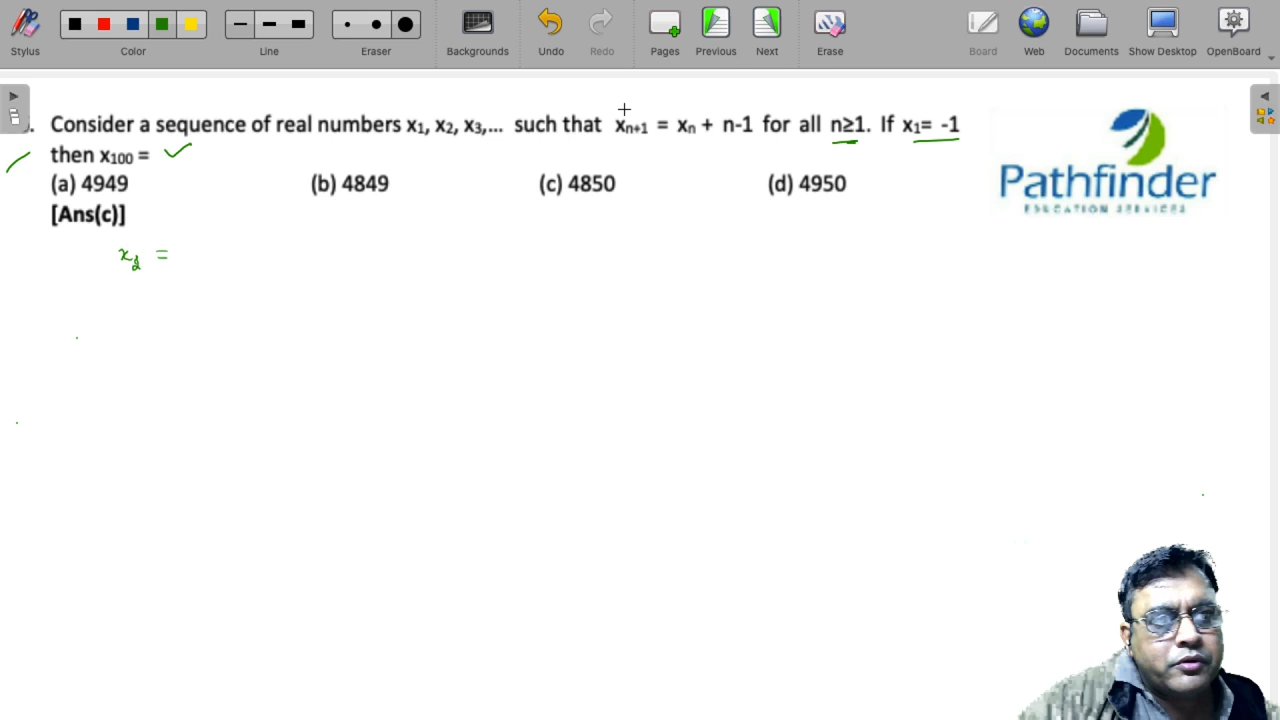 Stylus Color Line Eraser Backgrounds Undo Redo Pages Previous Next Erase Board Web Documents Show Desktop OpenBoard
. Consider a sequence of real numbers x₁, x₂, x₃,... such that xₙ₊₁ = xₙ + n-1 for all n≥1. If x₁= -1
then x₁₀₀ =
(a) 4949 (b) 4849 (c) 4850 (d) 4950
[Ans(c)]
Pathfinder
EDUCATION SERVICES
x₂ =